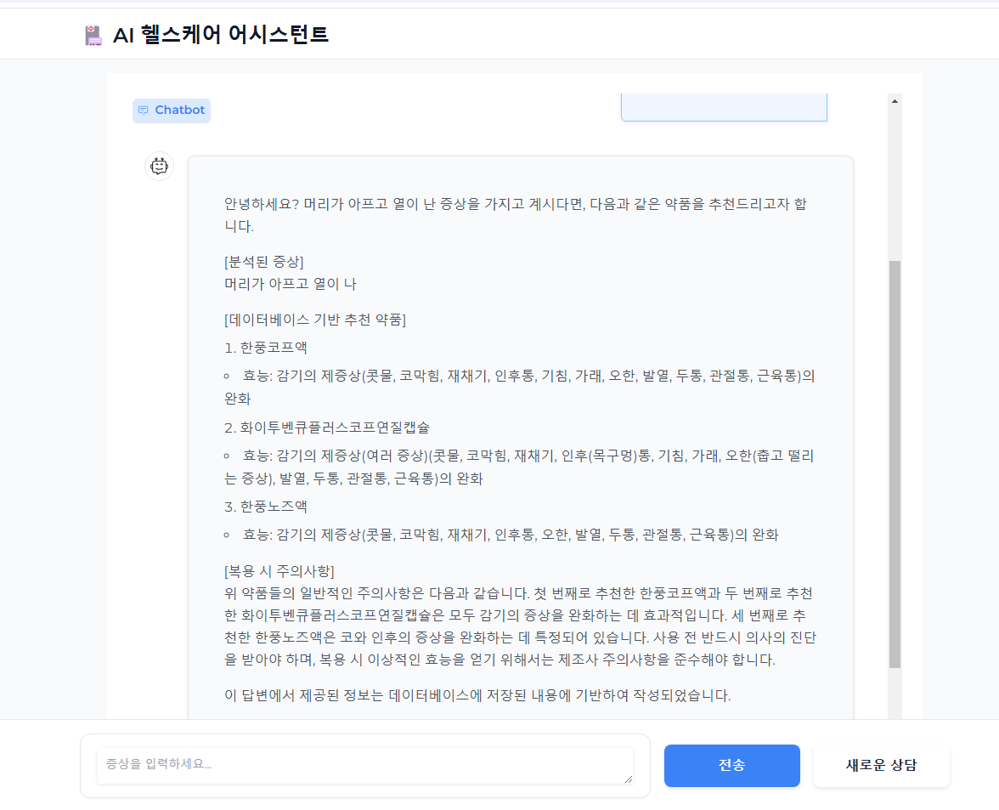 AI 헬스케어 어시스턴트
Chatbot
안녕하세요? 머리가 아프고 열이 난 증상을 가지고 계시다면, 다음과 같은 약품을 추천드리고자 합
니다.
[분석된 증상]
머리가 아프고 열이 나
[데이터베이스 기반 추천 약품]
1. 한풍코프액
◦ 효능: 감기의 제증상(콧물, 코막힘, 재채기, 인후통, 기침, 가래, 오한, 발열, 두통, 관절통, 근육통)의
완화
2. 화이투벤큐플러스코프연질캡슐
◦ 효능: 감기의 제증상(여러 증상)(콧물, 코막힘, 재채기, 인후(목구멍)통, 기침, 가래, 오한(춥고 떨리
는 증상), 발열, 두통, 관절통, 근육통)의 완화
3. 한풍노즈액
◦ 효능: 감기의 제증상(콧물, 코막힘, 재채기, 인후통, 오한, 발열, 두통, 관절통, 근육통)의 완화
[복용 시 주의사항]
위 약품들의 일반적인 주의사항은 다음과 같습니다. 첫 번째로 추천한 한풍코프액과 두 번째로 추천
한 화이투벤큐플러스코프연질캡슐은 모두 감기의 증상을 완화하는 데 효과적입니다. 세 번째로 추
천한 한풍노즈액은 코와 인후의 증상을 완화하는 데 특정되어 있습니다. 사용 전 반드시 의사의 진단
을 받아야 하며, 복용 시 이상적인 효능을 얻기 위해서는 제조사 주의사항을 준수해야 합니다.
이 답변에서 제공된 정보는 데이터베이스에 저장된 내용에 기반하여 작성되었습니다.
증상을 입력하세요...
전송
새로운 상담